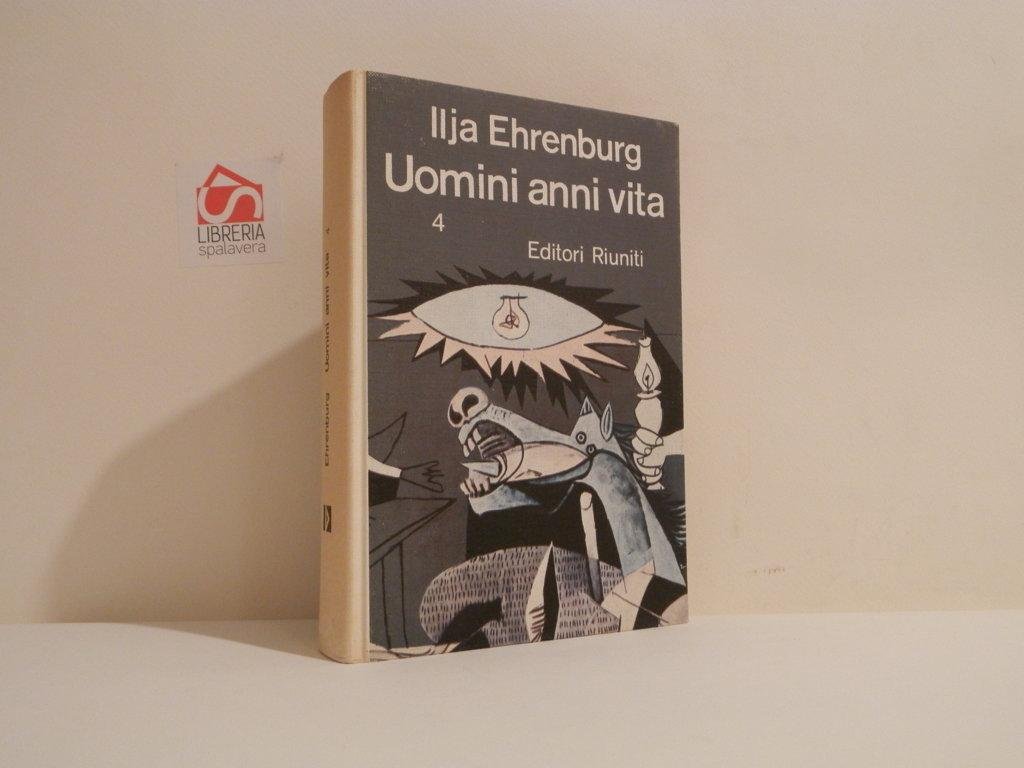 Ilja Ehrenburg
Uomini anni vita
4
Editori Riuniti
Ehrenburg Uomini anni vita 4
LIBRERIA
spalavera